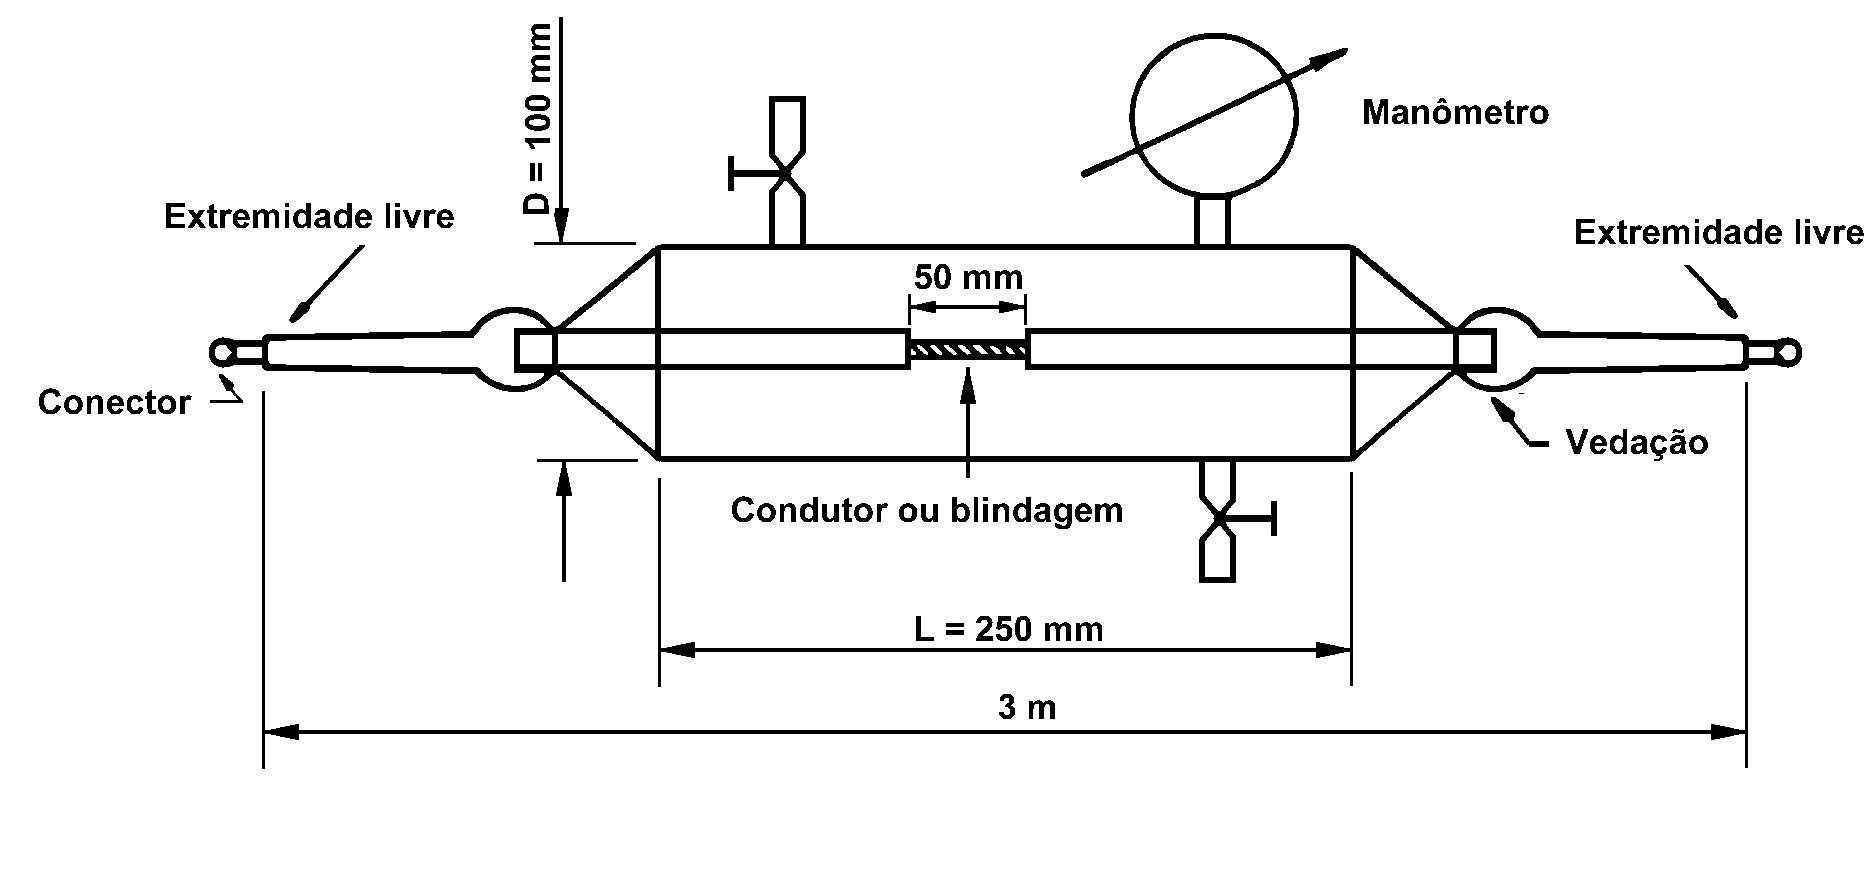 D = 100 mm
Manômetro
Extremidade livre
Extremidade livre
50 mm
Conector
Vedação
Condutor ou blindagem
L = 250 mm
3 m